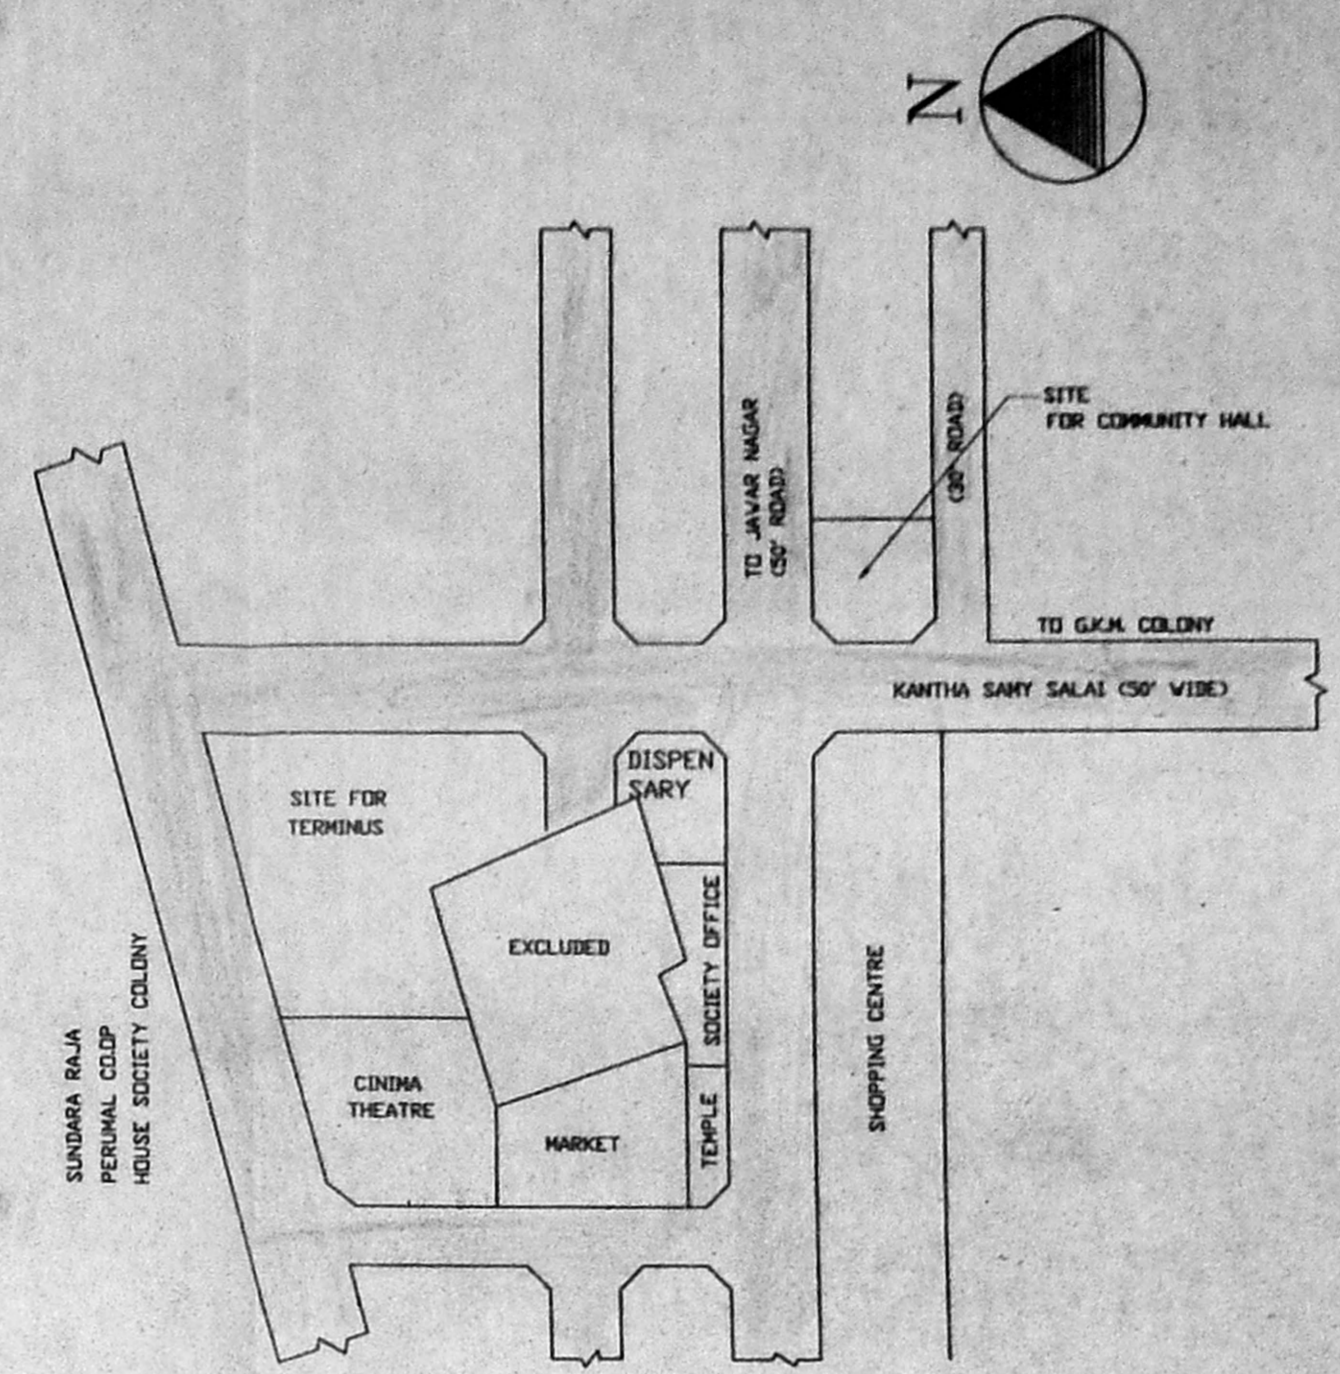 N
SITE
FOR COMMUNITY HALL
TO JAWAR NAGAR
(50' ROAD)
(30' ROAD)
TO G.K.M. COLONY
KANTHA SAMY SALAI (50' WIDE)
DISPEN
SARY
SITE FOR
TERMINUS
EXCLUDED
SOCIETY OFFICE
SHOPPING CENTRE
SUNDARA RAJA
PERUMAL CO.OP
HOUSE SOCIETY COLONY
CINIMA
THEATRE
MARKET
TEMPLE